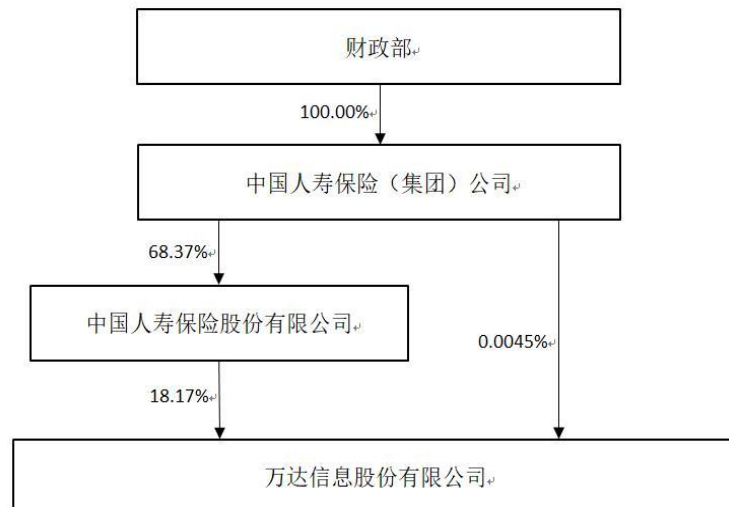 财政部
100.00%
中国人寿保险（集团）公司
68.37%
中国人寿保险股份有限公司
0.0045%
18.17%
万达信息股份有限公司